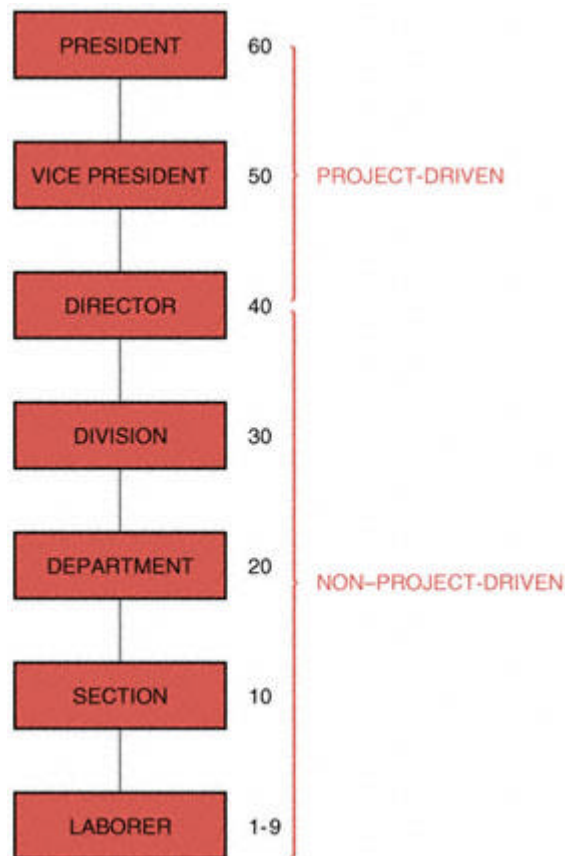 PRESIDENT 60
VICE PRESIDENT 50 PROJECT-DRIVEN
DIRECTOR 40
DIVISION 30
DEPARTMENT 20
NON–PROJECT-DRIVEN
SECTION 10
LABORER 1-9